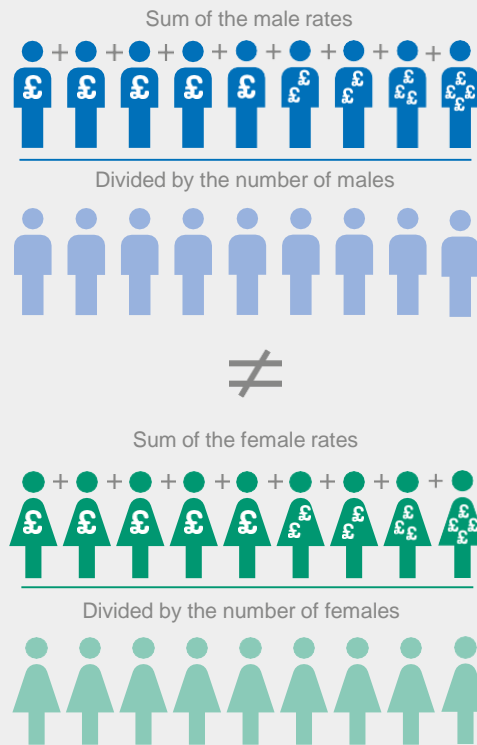 Sum of the male rates
+ + + + + + + +
£ £ £ £ £ ££ ££ £££ ££££
Divided by the number of males
≠
Sum of the female rates
+ + + + + + + +
£ £ £ £ £ ££ ££ £££ ££££
Divided by the number of females